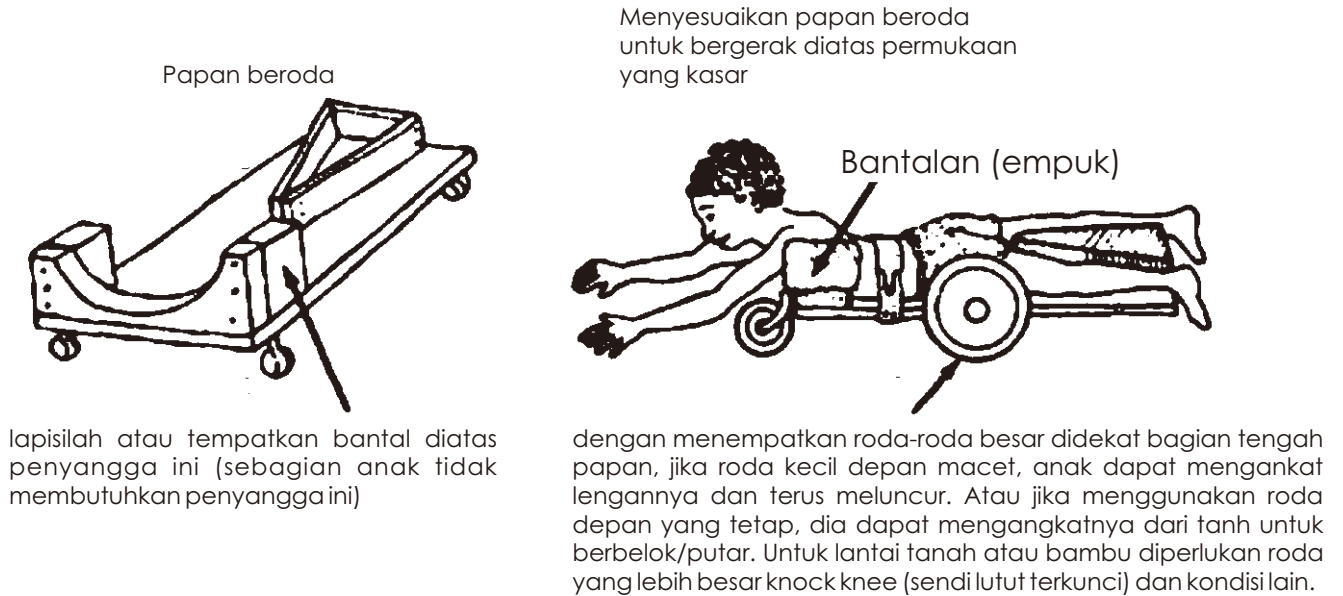 Papan beroda
Menyesuaikan papan beroda
untuk bergerak diatas permukaan
yang kasar
Bantalan (empuk)
lapisilah atau tempatkan bantal diatas
penyangga ini (sebagian anak tidak
membutuhkan penyangga ini)
dengan menempatkan roda-roda besar didekat bagian tengah
papan, jika roda kecil depan macet, anak dapat mengankat
lengannya dan terus meluncur. Atau jika menggunakan roda
depan yang tetap, dia dapat mengangkatnya dari tanh untuk
berbelok/putar. Untuk lantai tanah atau bambu diperlukan roda
yang lebih besar knock knee (sendi lutut terkunci) dan kondisi lain.